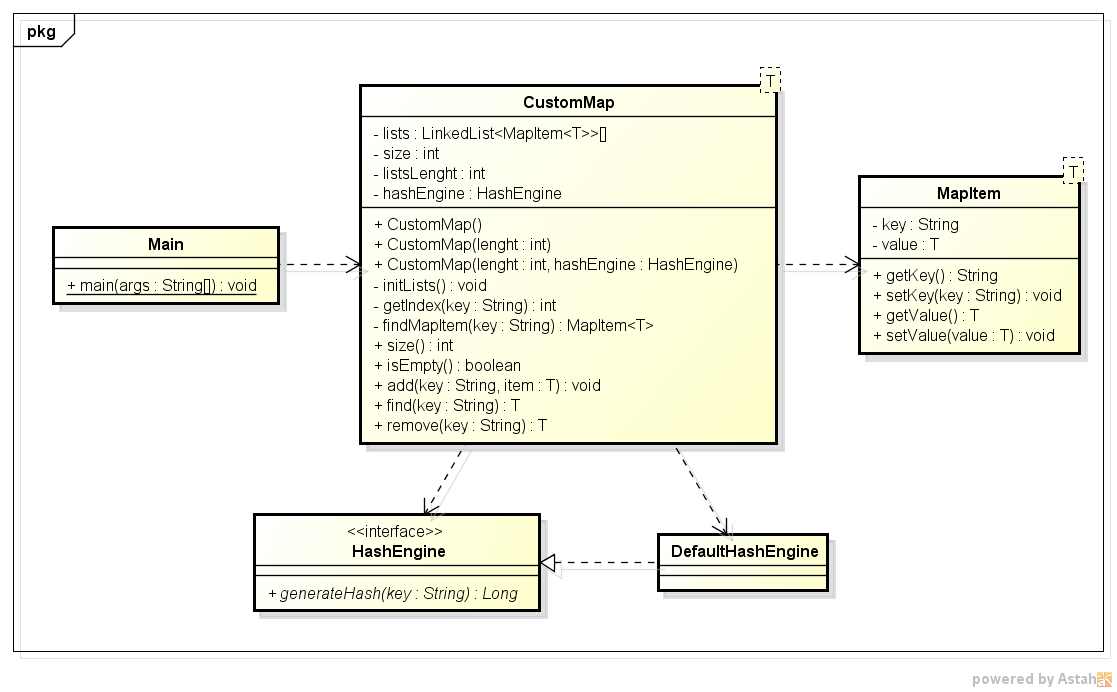 pkg
T
CustomMap
- lists : LinkedList<MapItem<T>>[]
- size : int
- listsLenght : int
- hashEngine : HashEngine
+ CustomMap()
+ CustomMap(lenght : int)
+ CustomMap(lenght : int, hashEngine : HashEngine)
- initLists() : void
- getIndex(key : String) : int
- findMapItem(key : String) : MapItem<T>
+ size() : int
+ isEmpty() : boolean
+ add(key : String, item : T) : void
+ find(key : String) : T
+ remove(key : String) : T
T
MapItem
- key : String
- value : T
+ getKey() : String
+ setKey(key : String) : void
+ getValue() : T
+ setValue(value : T) : void
Main
+ main(args : String[]) : void
<<interface>>
HashEngine
+ generateHash(key : String) : Long
DefaultHashEngine
powered by Astah